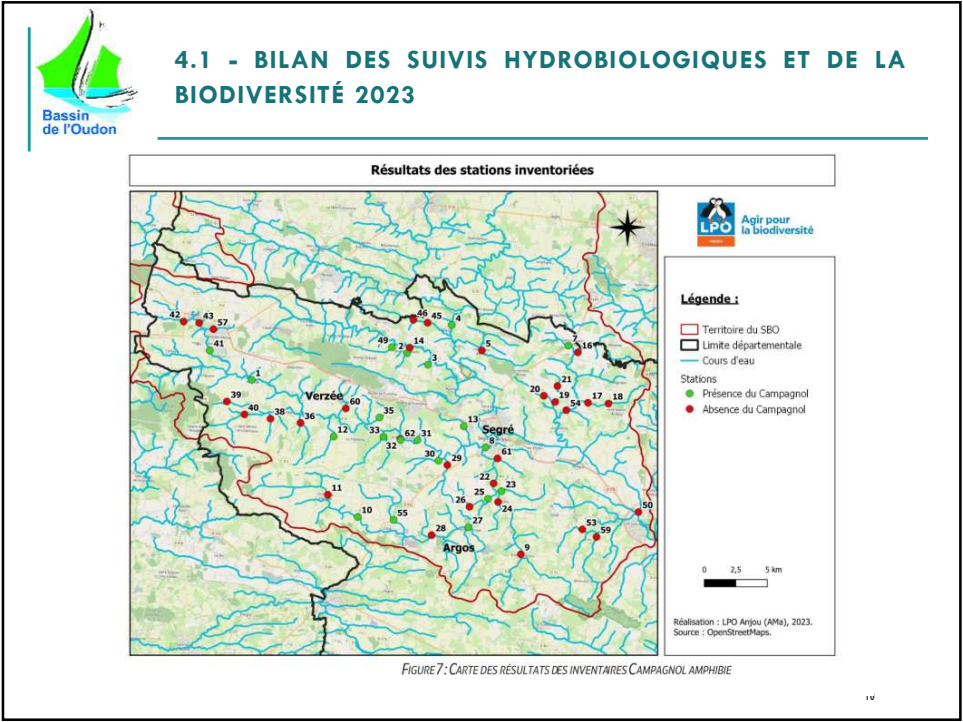 Bassin
de l'Oudon
4.1 - BILAN DES SUIVIS HYDROBIOLOGIQUES ET DE LA
BIODIVERSITÉ 2023
Résultats des stations inventoriées
LPO
Agir pour
la biodiversité
Légende :
Territoire du SBO
Limite départementale
Cours d'eau
Stations
Présence du Campagnol
Absence du Campagnol
0 2,5 5 km
Réalisation : LPO Anjou (AMa), 2023.
Source : OpenStreetMaps.
42 43 57
41
46 45 4
49 2 14
3
5
7 16
1
39
40
38
36
Verzée
60
12
35
33
32
62 31
30 29
13
Segré
8
61
21
20 19
54
17 18
22
23
25
24
26
27
11
10
55
28
Argos
9
50
53
59
FIGURE 7 : CARTE DES RÉSULTATS DES INVENTAIRES CAMPAGNOL AMPHIBIE